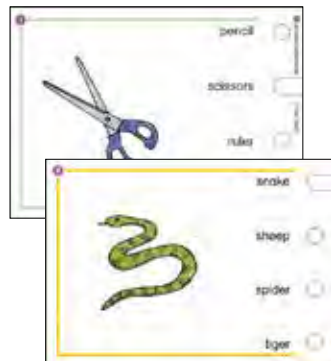 pencil
scissors
ruler
snake
sheep
spider
tiger